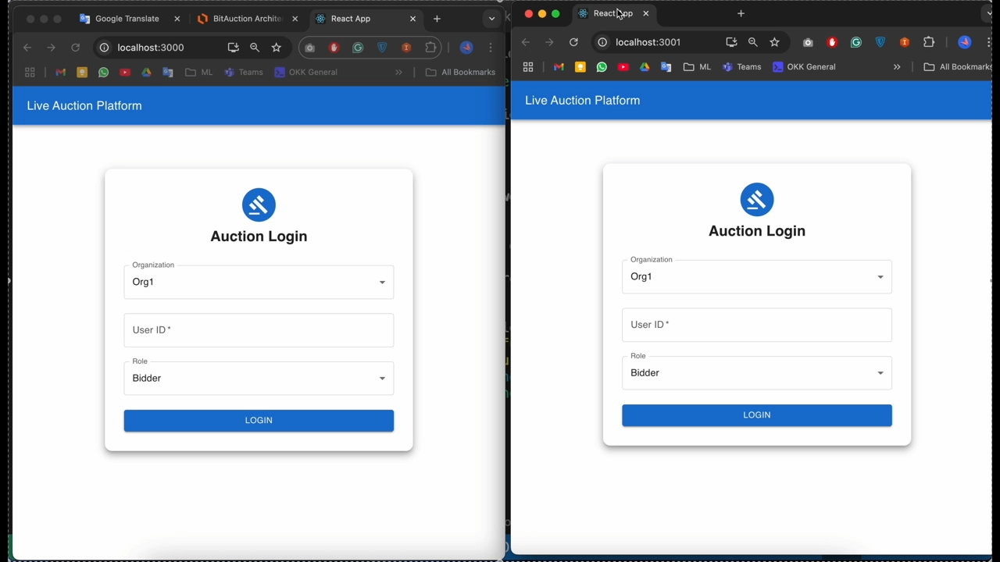 Google Translate
BitAuction Archite
React App
localhost:3000
ML
Teams
OKK General
All Bookmarks
Live Auction Platform
Auction Login
Organization
Org1
User ID *
Role
Bidder
LOGIN
React App
localhost:3001
ML
Teams
OKK General
All Bookmarks
Live Auction Platform
Auction Login
Organization
Org1
User ID *
Role
Bidder
LOGIN